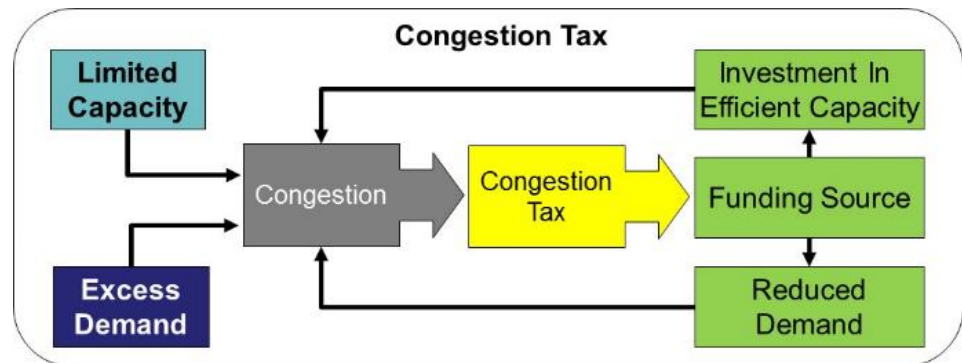 Congestion Tax
Limited
Capacity
Investment In
Efficient Capacity
Congestion
Congestion
Tax
Funding Source
Excess
Demand
Reduced
Demand